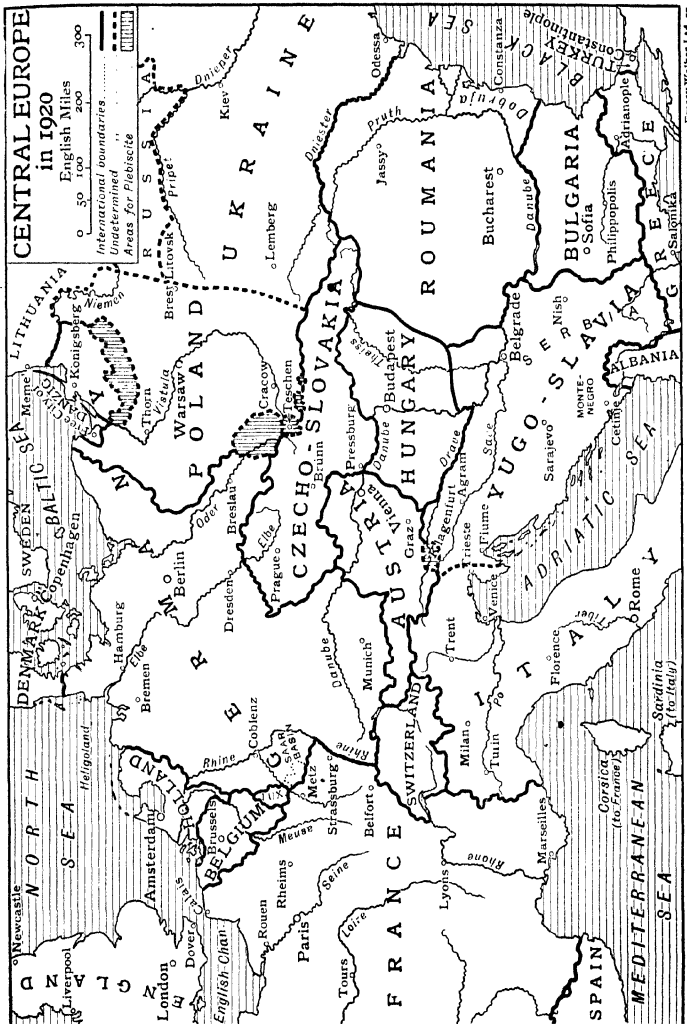 CENTRAL EUROPE
in 1920
English Miles
0 50 100 200 300
International boundaries
Undetermined " "
Areas for Plebiscite
RUSSIA
UKRAINE
Dnieper
Kiev
Pripet
Brest Litovsk
Lemberg
Odessa
Dniester
Pruth
Jassy
ROUMANIA
Bucharest
Dobruja
Constanza
BLACK
SEA
TURKEY
Constantinople
Danube
BULGARIA
Sofia
Philippopolis
Adrianople
GREECE
Salonika
LITHUANIA
Niemen
Memel
Konigsberg
Free City of
DANZIG
BALTIC SEA
SWEDEN
Copenhagen
DENMARK
POLAND
Thorn
Vistula
Warsaw
Cracow
Teschen
CZECHO-SLOVAKIA
Brünn
Pressburg
Prague
Elbe
Theiss
Budapest
HUNGARY
Danube
Drave
AUSTRIA
Vienna
Graz
Klagenfurt
Agram
Save
YUGO-SLAVIA
SERBIA
Belgrade
Nish
MONTE-
NEGRO
Cetinje
Sarajevo
ALBANIA
Fiume
Trieste
ADRIATIC SEA
Venice
GERMANY
Oder
Breslau
Berlin
Dresden
Hamburg
Elbe
Bremen
Heligoland
NORTH
SEA
Danube
Munich
Coblenz
Rhine
SAAR
BASIN
Rhine
LUX
Metz
Strassburg
Belfort
HOLLAND
Amsterdam
BELGIUM
Brussels
Meuse
SWITZERLAND
Trent
Po
Milan
Turin
ITALY
Florence
Tiber
Rome
Corsica
(to France)
Sardinia
(to Italy)
MEDITERRANEAN
SEA
FRANCE
Calais
Rheims
Rouen
Paris
Seine
Loire
Tours
Lyons
Rhone
Marseilles
SPAIN
ENGLAND
Newcastle
Liverpool
London
Dover
English Chan.